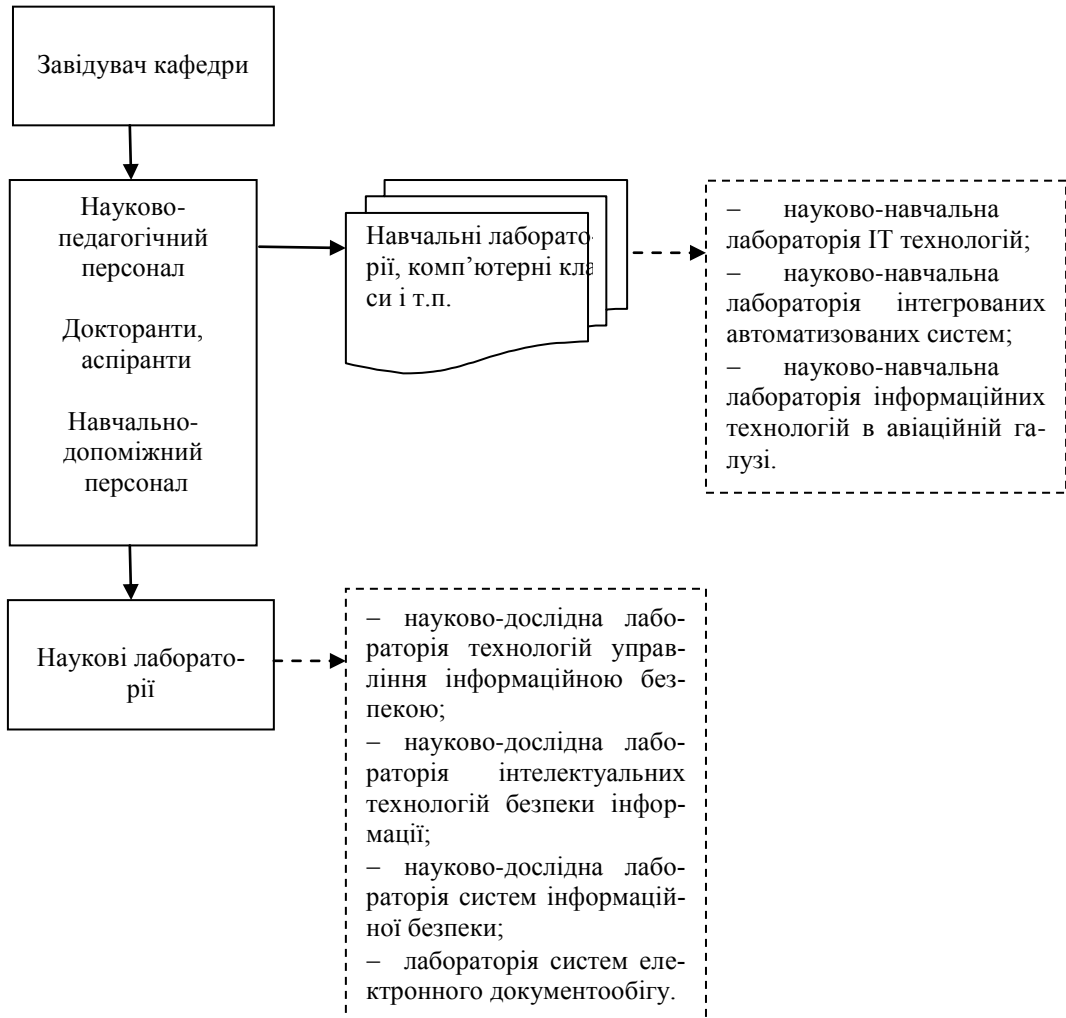 Завідувач кафедри
Науково-
педагогічний
персонал
Докторанти,
аспіранти
Навчально-
допоміжний
персонал
Навчальні лаборато-
рії, комп’ютерні кла
си і т.п.
– науково-навчальна
лабораторія ІТ технологій;
– науково-навчальна
лабораторія інтегрованих
автоматизованих систем;
– науково-навчальна
лабораторія інформаційних
технологій в авіаційній га-
лузі.
Наукові лаборато-
рії
– науково-дослідна лабо-
раторія технологій управ-
ління інформаційною без-
пекою;
– науково-дослідна лабо-
раторія інтелектуальних
технологій безпеки інфор-
мації;
– науково-дослідна лабо-
раторія систем інформацій-
ної безпеки;
– лабораторія систем еле-
ктронного документообігу.